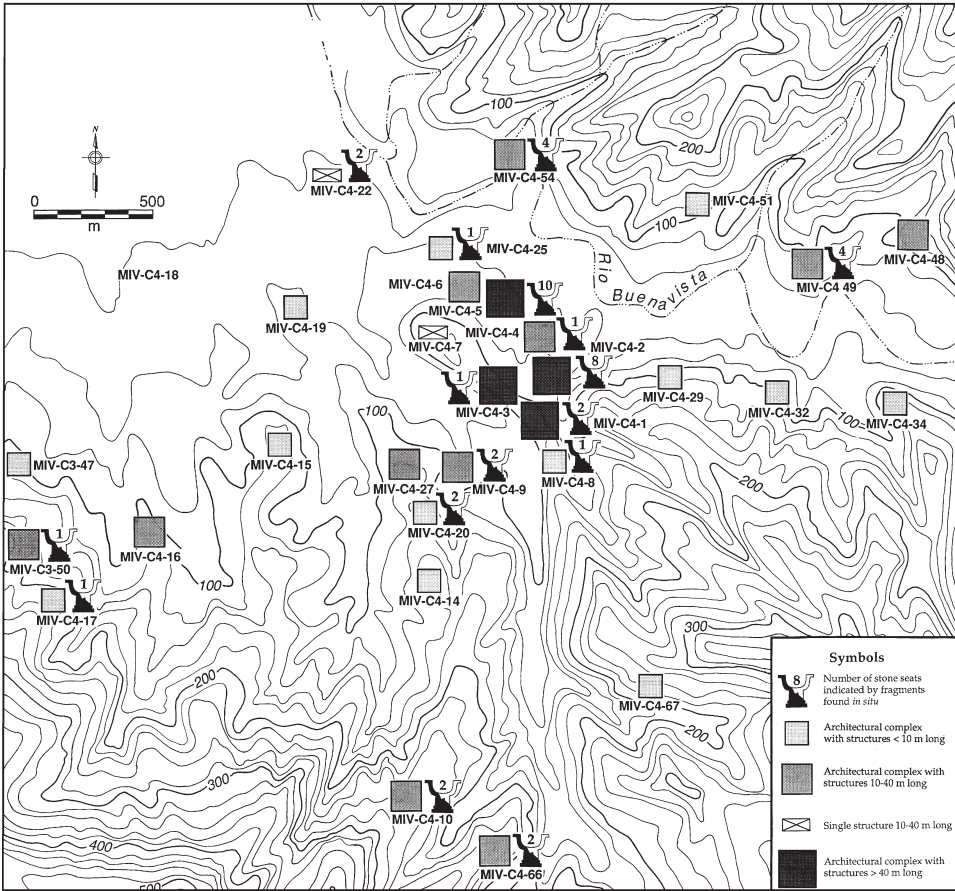 N
0 500
m
100
2
MIV-C4-22
4
MIV-C4-54
200
100
MIV-C4-51
MIV-C4-48
4
MIV-C4 49
1
MIV-C4-25
MIV-C4-18
MIV-C4-6
MIV-C4-5
10
Rio Buenavista
MIV-C4-19
MIV-C4-7
MIV-C4-4
1
MIV-C4-2
8
1
MIV-C4-3
MIV-C4-29
MIV-C4-32
100
MIV-C4-34
2
MIV-C4-1
100
MIV-C4-15
MIV-C3-47
MIV-C4-27
2
MIV-C4-9
1
MIV-C4-8
200
2
MIV-C4-20
1
MIV-C3-50
MIV-C4-16
100
1
MIV-C4-17
MIV-C4-14
300
200
MIV-C4-67
200
300
2
MIV-C4-10
400
2
MIV-C4-66
500
Symbols
8
Number of stone seats
indicated by fragments
found in situ
Architectural complex
with structures < 10 m long
Architectural complex with
structures 10-40 m long
Single structure 10-40 m long
Architectural complex with
structures > 40 m long